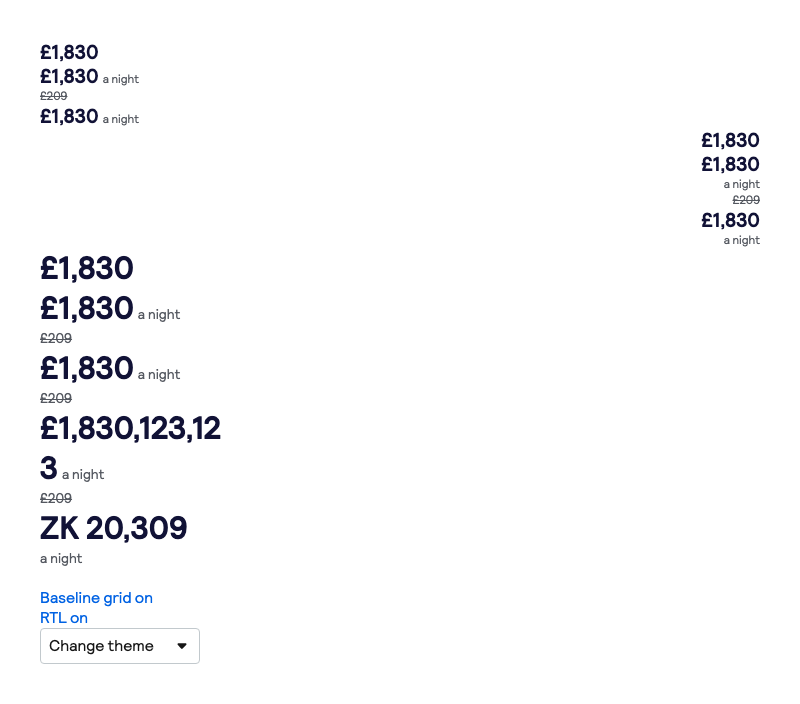 £1,830
£1,830 a night
£209
£1,830 a night
£1,830
£1,830
a night
£209
£1,830
a night
£1,830
£1,830 a night
£209
£1,830 a night
£209
£1,830,123,12
3 a night
£209
ZK 20,309
a night
Baseline grid on
RTL on
Change theme